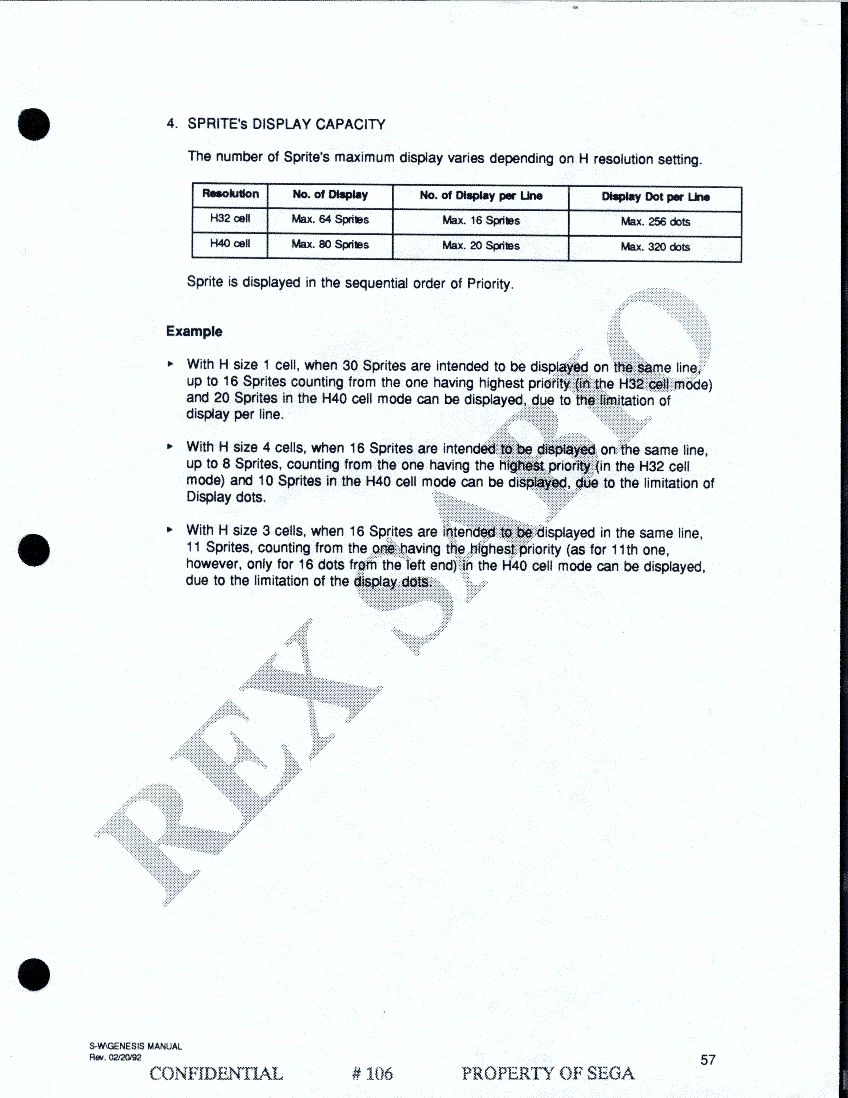 4. SPRITE's DISPLAY CAPACITY
The number of Sprite's maximum display varies depending on H resolution setting.
Resolution No. of Display No. of Display per Line Display Dot per Line
H32 cell Max. 64 Sprites Max. 16 Sprites Max. 256 dots
H40 cell Max. 80 Sprites Max. 20 Sprites Max. 320 dots
Sprite is displayed in the sequential order of Priority.
Example
► With H size 1 cell, when 30 Sprites are intended to be displayed on the same line,
up to 16 Sprites counting from the one having highest priority (in the H32 cell mode)
and 20 Sprites in the H40 cell mode can be displayed, due to the limitation of
display per line.
► With H size 4 cells, when 16 Sprites are intended to be displayed on the same line,
up to 8 Sprites, counting from the one having the highest priority (in the H32 cell
mode) and 10 Sprites in the H40 cell mode can be displayed, due to the limitation of
Display dots.
► With H size 3 cells, when 16 Sprites are intended to be displayed in the same line,
11 Sprites, counting from the one having the highest priority (as for 11th one,
however, only for 16 dots from the left end) in the H40 cell mode can be displayed,
due to the limitation of the display dots.
REX SABIO
S-W\GENESIS MANUAL
Rev. 02/20/92
57
CONFIDENTIAL # 106 PROPERTY OF SEGA